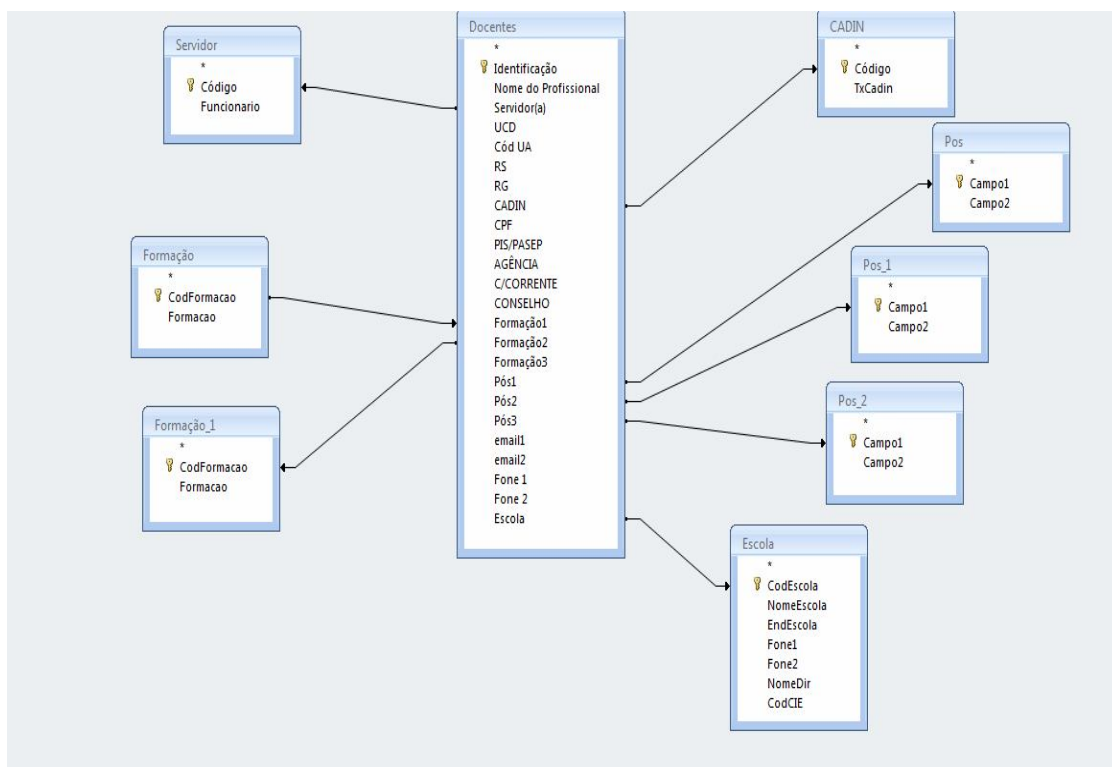 Servidor
*
Código
Funcionario
Formação
*
CodFormacao
Formacao
Formação_1
*
CodFormacao
Formacao
Docentes
*
Identificação
Nome do Profissional
Servidor(a)
UCD
Cód UA
RS
RG
CADIN
CPF
PIS/PASEP
AGÊNCIA
C/CORRENTE
CONSELHO
Formação1
Formação2
Formação3
Pós1
Pós2
Pós3
email1
email2
Fone 1
Fone 2
Escola
CADIN
*
Código
TxCadin
Pos
*
Campo1
Campo2
Pos_1
*
Campo1
Campo2
Pos_2
*
Campo1
Campo2
Escola
*
CodEscola
NomeEscola
EndEscola
Fone1
Fone2
NomeDir
CodCIE